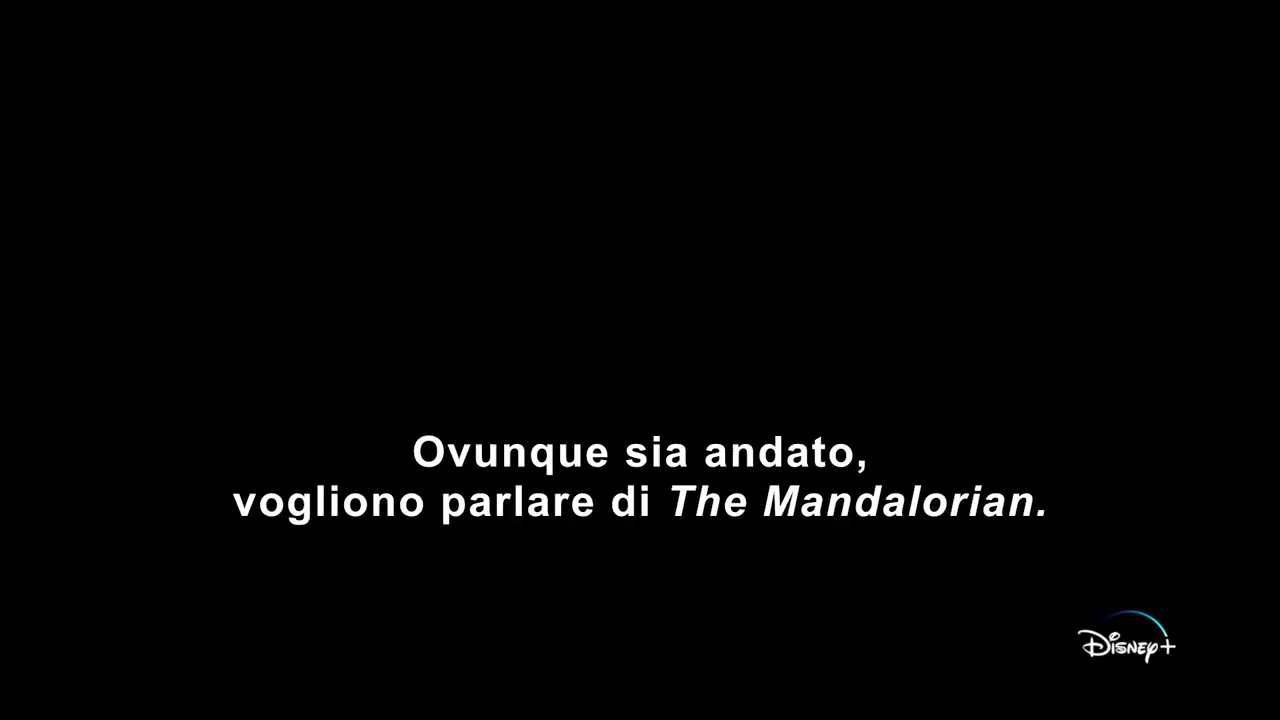 Ovunque sia andato,
vogliono parlare di The Mandalorian.
Disney+